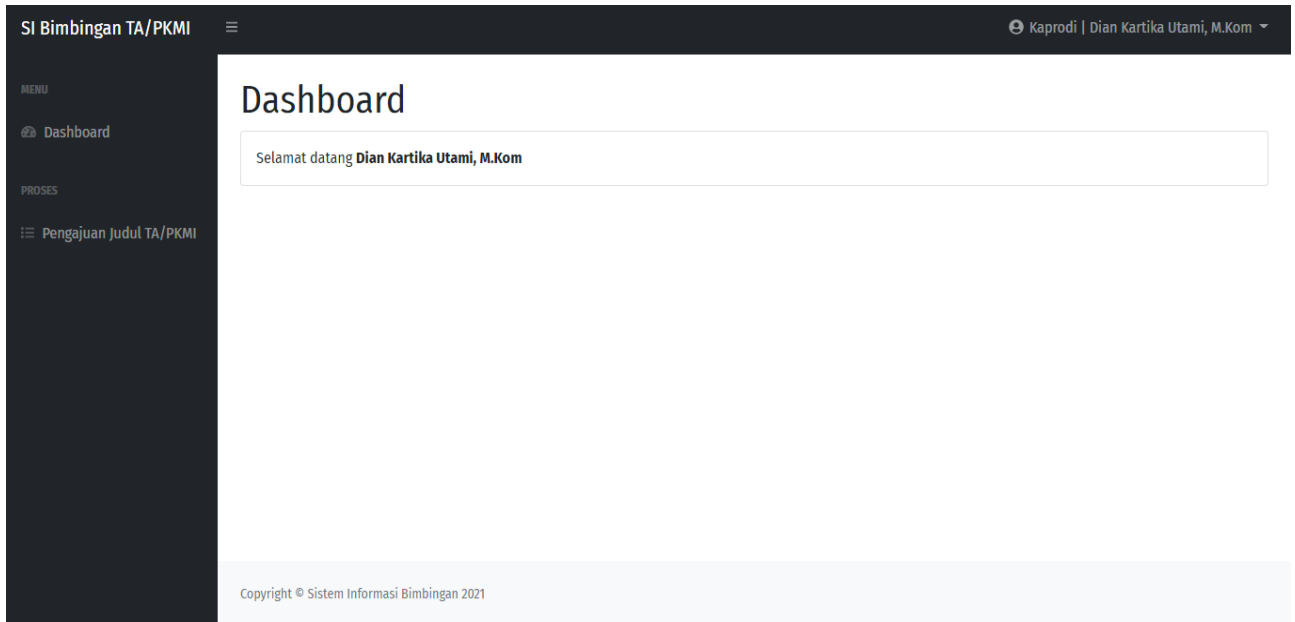 SI Bimbingan TA/PKMI
Kaprodi | Dian Kartika Utami, M.Kom
MENU
Dashboard
PROSES
Pengajuan Judul TA/PKMI
Dashboard
Selamat datang Dian Kartika Utami, M.Kom
Copyright © Sistem Informasi Bimbingan 2021